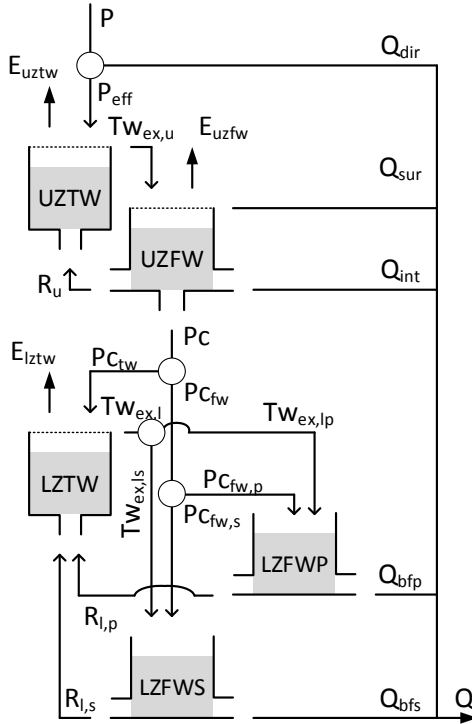 P
Q_dir
E_uztw
P_eff
Tw_ex,u
E_uzfw
UZTW
Q_sur
UZFW
R_u
Q_int
Pc
E_lztw
Pc_tw
Pc_fw
Tw_ex,l
Tw_ex,lp
LZTW
Tw_ex,ls
Pc_fw,p
Pc_fw,s
LZFWP
Q_bfp
R_l,p
LZFWS
R_l,s
Q_bfs
Q